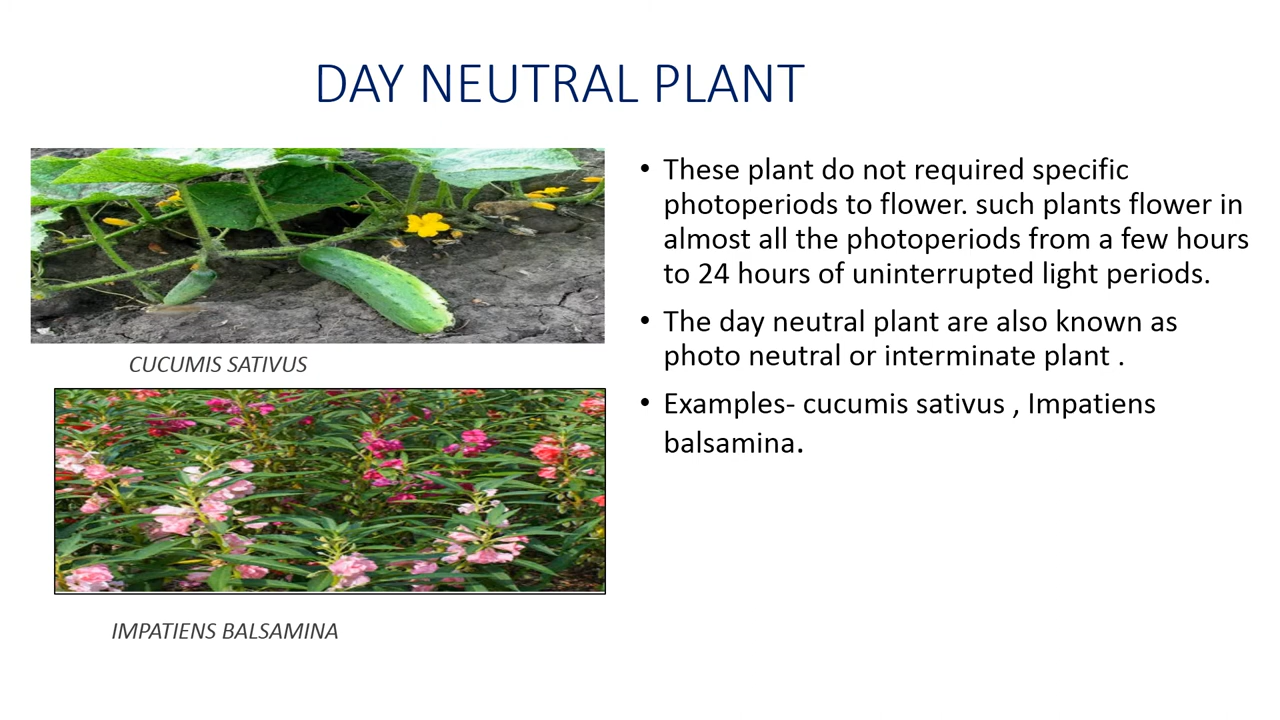 DAY NEUTRAL PLANT
CUCUMIS SATIVUS
IMPATIENS BALSAMINA
• These plant do not required specific
photoperiods to flower. such plants flower in
almost all the photoperiods from a few hours
to 24 hours of uninterrupted light periods.
• The day neutral plant are also known as
photo neutral or interminate plant .
• Examples- cucumis sativus , Impatiens
balsamina.